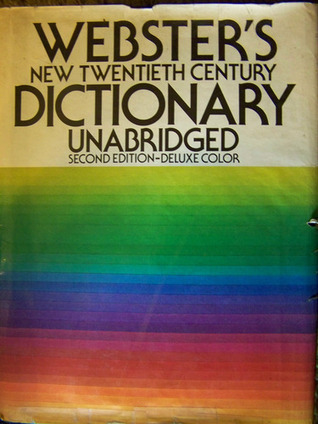 WEBSTER'S
NEW TWENTIETH CENTURY
DICTIONARY
UNABRIDGED
SECOND EDITION-DELUXE COLOR